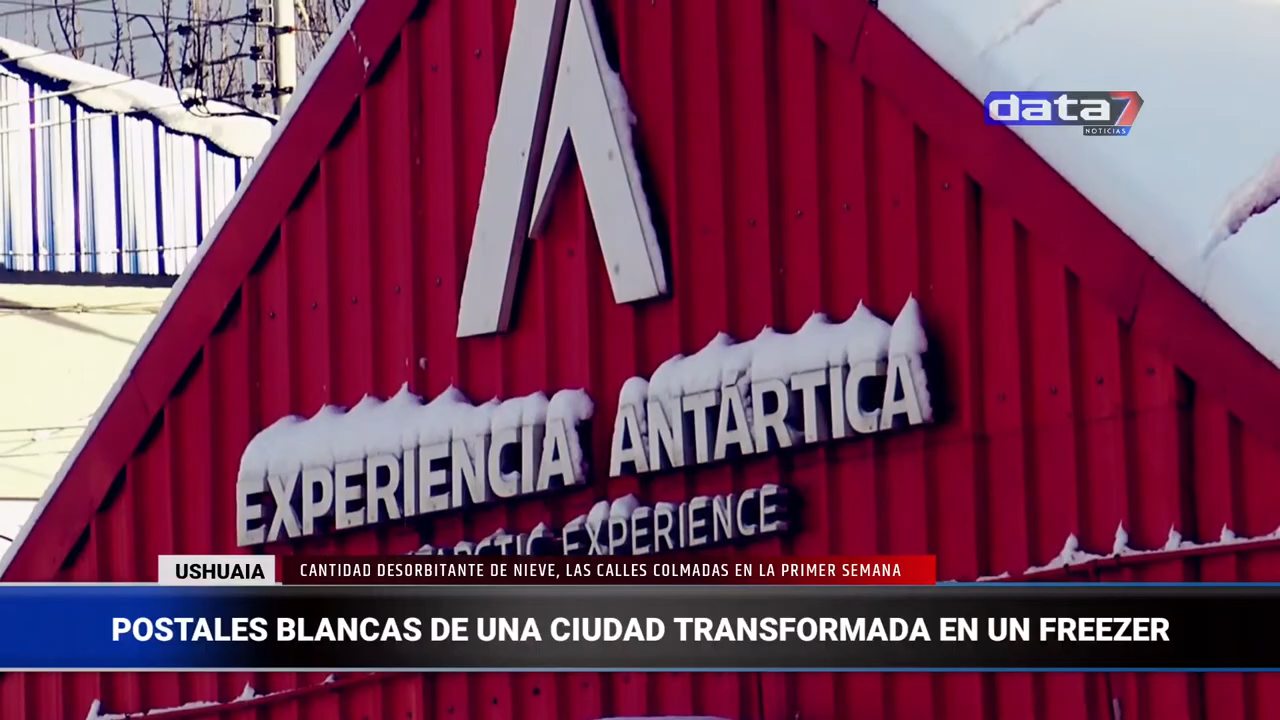 data7
NOTICIAS
EXPERIENCIA ANTÁRTICA
EXPERIENCE
USHUAIA
CANTIDAD DESORBITANTE DE NIEVE, LAS CALLES COLMADAS EN LA PRIMER SEMANA
POSTALES BLANCAS DE UNA CIUDAD TRANSFORMADA EN UN FREEZER